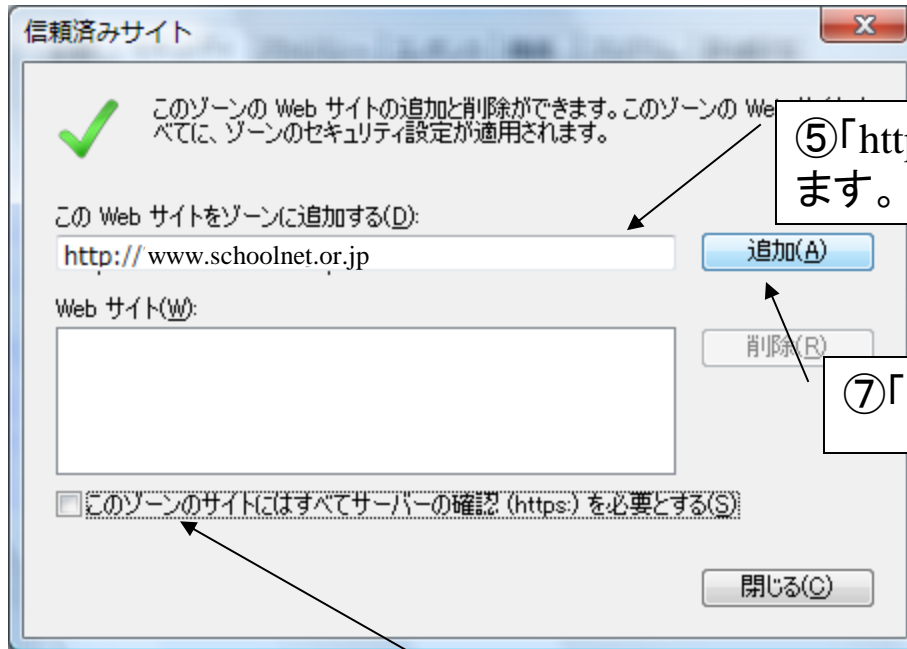 信頼済みサイト
このゾーンの Web サイトの追加と削除ができます。このゾーンの We
べてに、ゾーンのセキュリティ設定が適用されます。
⑤「http
ます。
この Web サイトをゾーンに追加する(D):
http://www.schoolnet.or.jp
追加(A)
Web サイト(W):
削除(R)
⑦「
このゾーンのサイトにはすべてサーバーの確認 (https:) を必要とする(S)
閉じる(C)